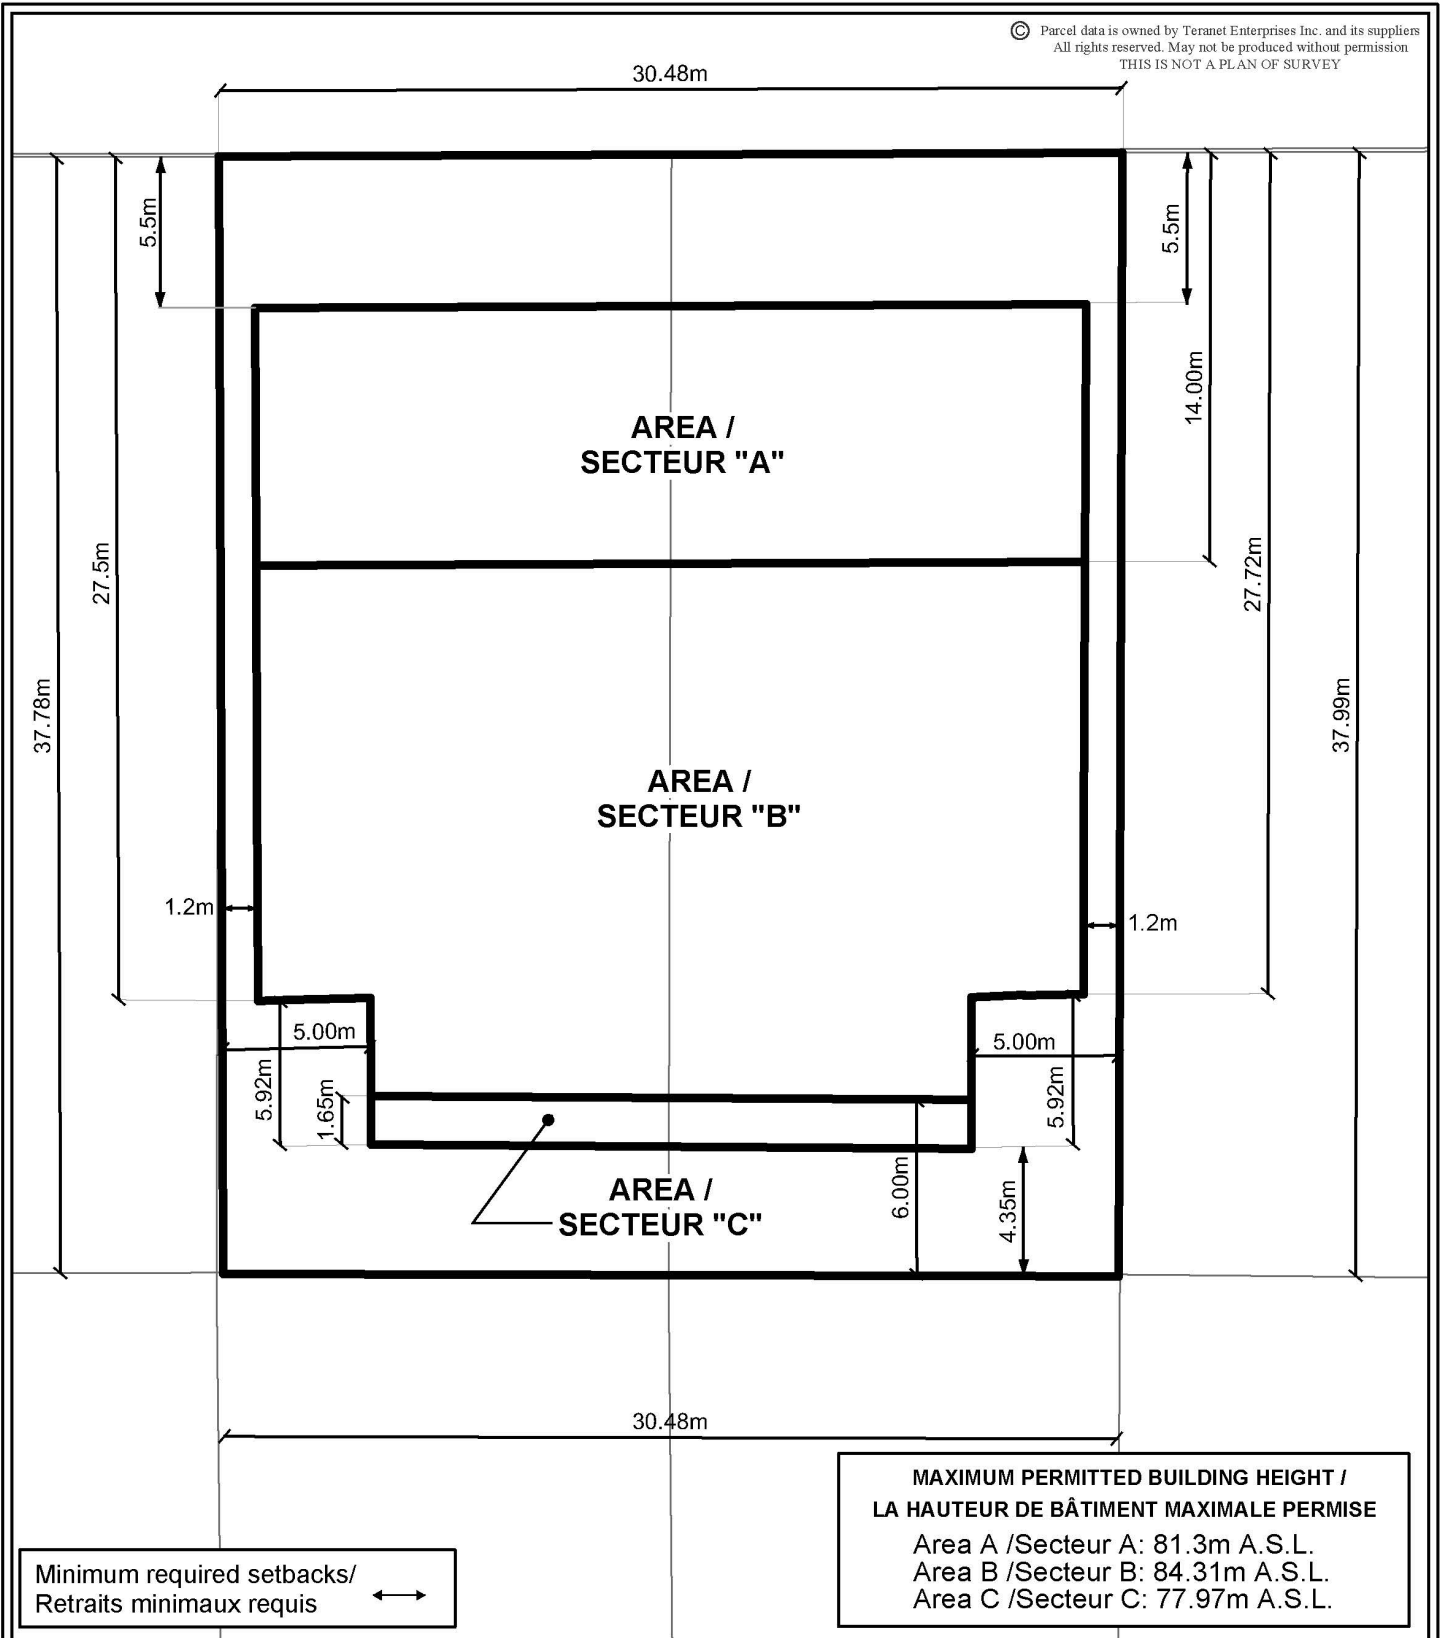 © Parcel data is owned by Teranet Enterprises Inc. and its suppliers
All rights reserved. May not be produced without permission
THIS IS NOT A PLAN OF SURVEY
30.48m
5.5m
5.5m
14.00m
AREA /
SECTEUR "A"
27.5m
27.72m
37.78m
37.99m
AREA /
SECTEUR "B"
1.2m
1.2m
5.00m
5.00m
5.92m
1.65m
5.92m
6.00m
4.35m
AREA /
SECTEUR "C"
30.48m
MAXIMUM PERMITTED BUILDING HEIGHT /
LA HAUTEUR DE BÂTIMENT MAXIMALE PERMISE
Area A /Secteur A: 81.3m A.S.L.
Area B /Secteur B: 84.31m A.S.L.
Area C /Secteur C: 77.97m A.S.L.
Minimum required setbacks/
Retraits minimaux requis